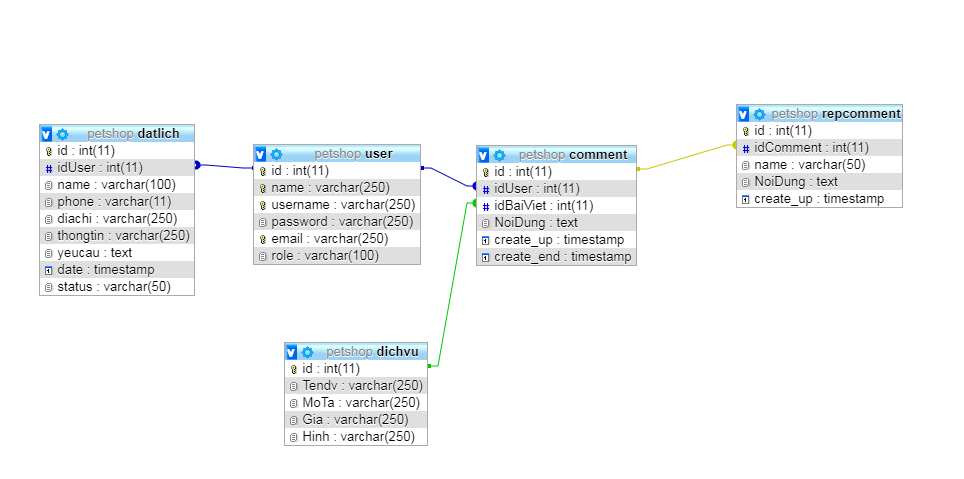 petshop datlich
id : int(11)
idUser : int(11)
name : varchar(100)
phone : varchar(11)
diachi : varchar(250)
thongtin : varchar(250)
yeucau : text
date : timestamp
status : varchar(50)
petshop user
id : int(11)
name : varchar(250)
username : varchar(250)
password : varchar(250)
email : varchar(250)
role : varchar(100)
petshop comment
id : int(11)
idUser : int(11)
idBaiViet : int(11)
NoiDung : text
create_up : timestamp
create_end : timestamp
petshop repcomment
id : int(11)
idComment : int(11)
name : varchar(50)
NoiDung : text
create_up : timestamp
petshop dichvu
id : int(11)
Tendv : varchar(250)
MoTa : varchar(250)
Gia : varchar(250)
Hinh : varchar(250)